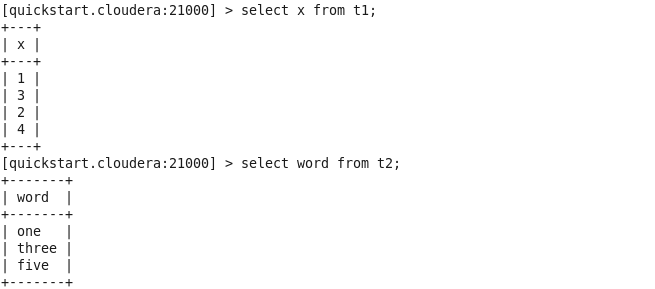 [quickstart.cloudera:21000] > select x from t1;
+---+
| x |
+---+
| 1 |
| 3 |
| 2 |
| 4 |
+---+
[quickstart.cloudera:21000] > select word from t2;
+-------+
| word  |
+-------+
| one   |
| three |
| five  |
+-------+